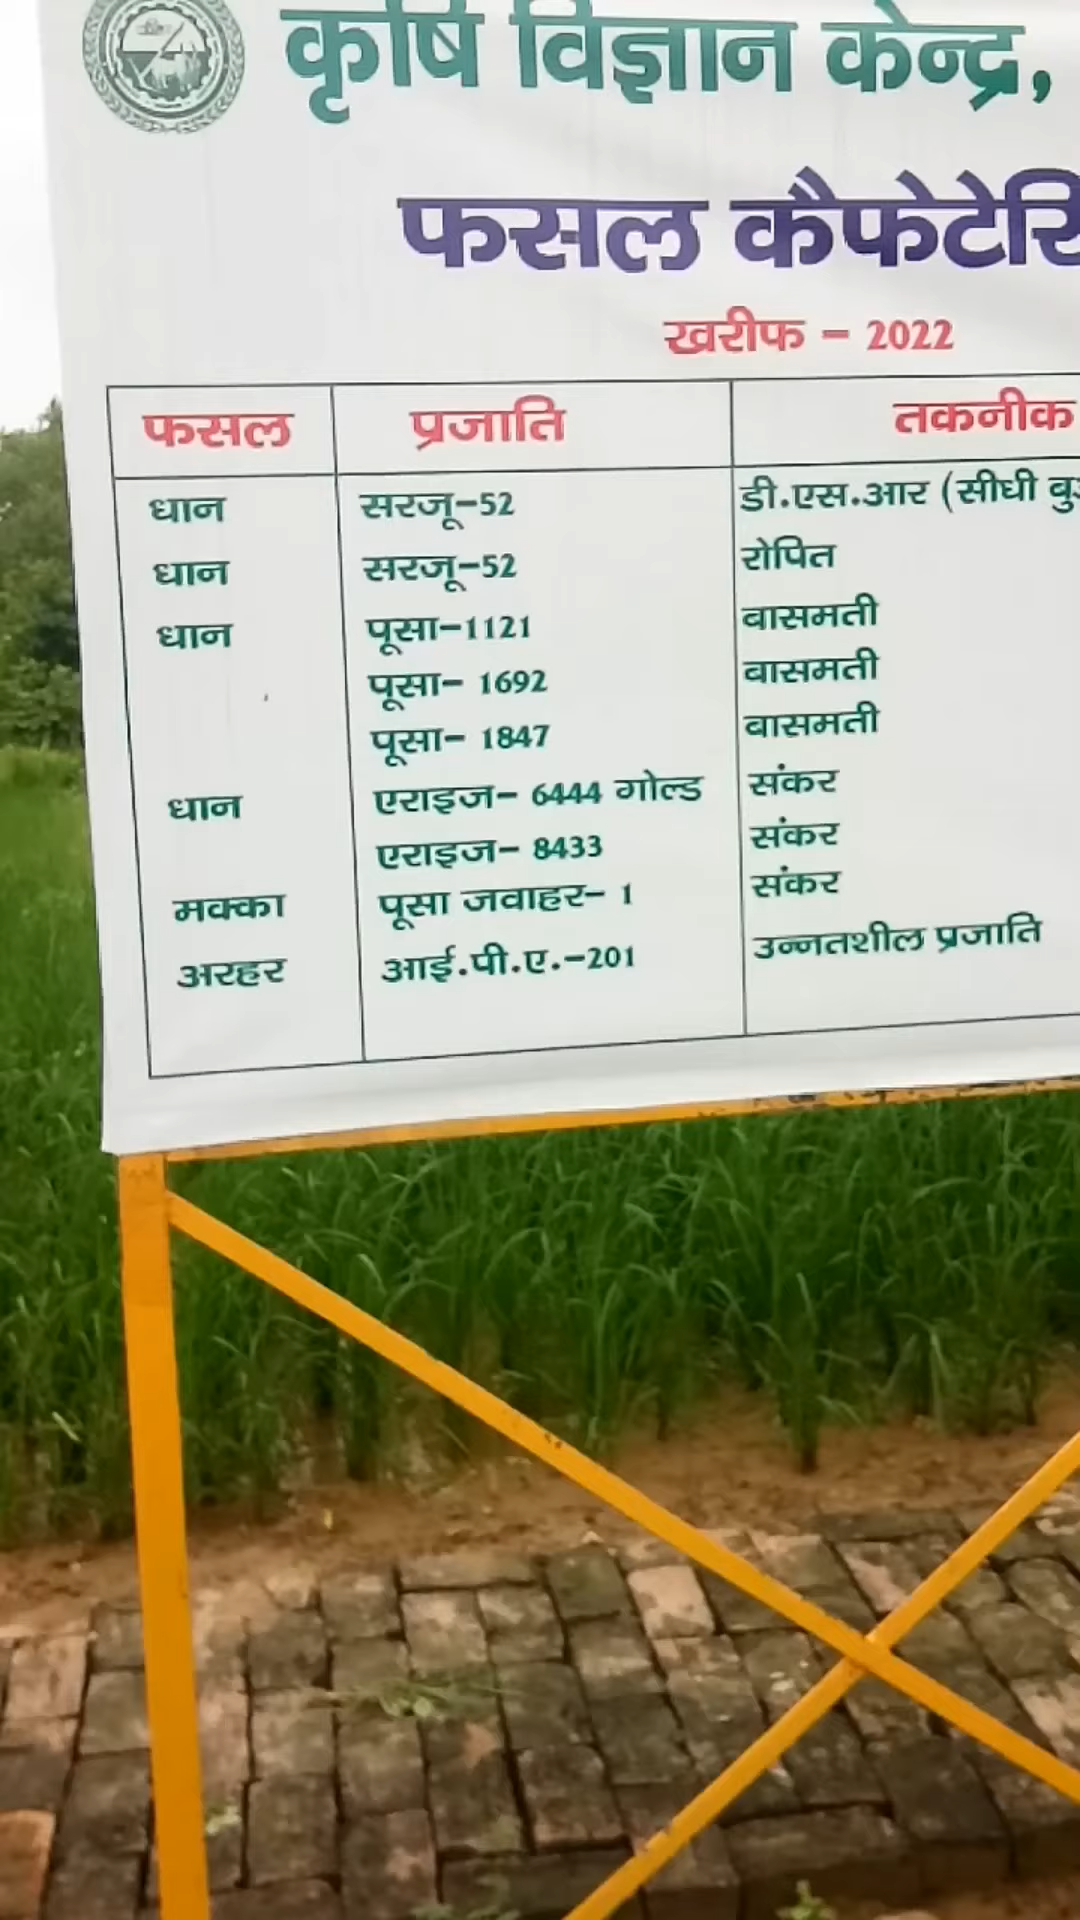 कृषि विज्ञान केन्द्र,
फसल
खरीफ - 2022
फसल प्रजाति तकनीक
धान सरजू-52 डी.एस.आर (सीधी
धान सरजू-52 रोपित
धान पूसा-1121 बासमती
पूसा- 1692 बासमती
पूसा- 1847 बासमती
धान एराइज- 6444 गोल्ड संकर
एराइज- 8433 संकर
मक्का पूसा जवाहर- 1 संकर
अरहर आई.पी.ए.-201 उन्नतशील प्रजाति